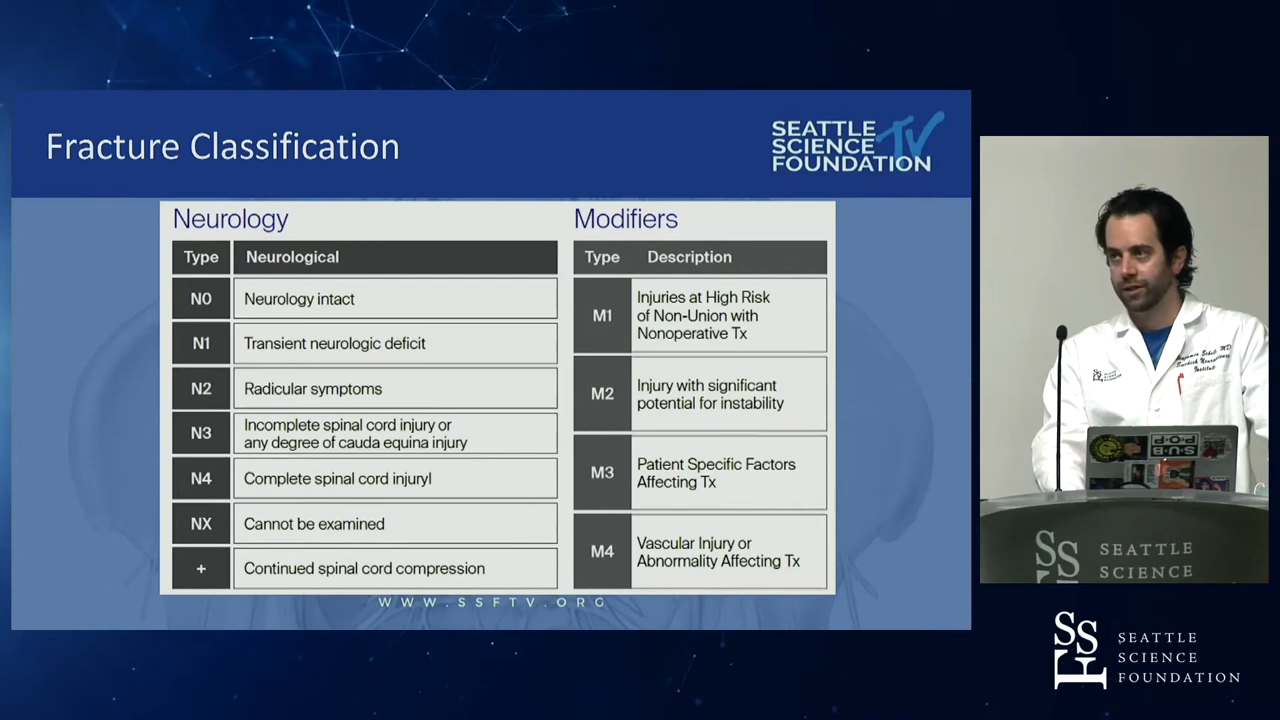 Fracture Classification
SEATTLE
SCIENCE
FOUNDATION
TV
Neurology
Type Neurological
N0 Neurology intact
N1 Transient neurologic deficit
N2 Radicular symptoms
N3 Incomplete spinal cord injury or
any degree of cauda equina injury
N4 Complete spinal cord injuryl
NX Cannot be examined
+ Continued spinal cord compression
Modifiers
Type Description
M1 Injuries at High Risk
of Non-Union with
Nonoperative Tx
M2 Injury with significant
potential for instability
M3 Patient Specific Factors
Affecting Tx
M4 Vascular Injury or
Abnormality Affecting Tx
WWW.SSFTV.ORG
MD
Swedish
S·U·B
P·O·P
SSF
SEATTLE
SCIENCE
SSF
SEATTLE
SCIENCE
FOUNDATION